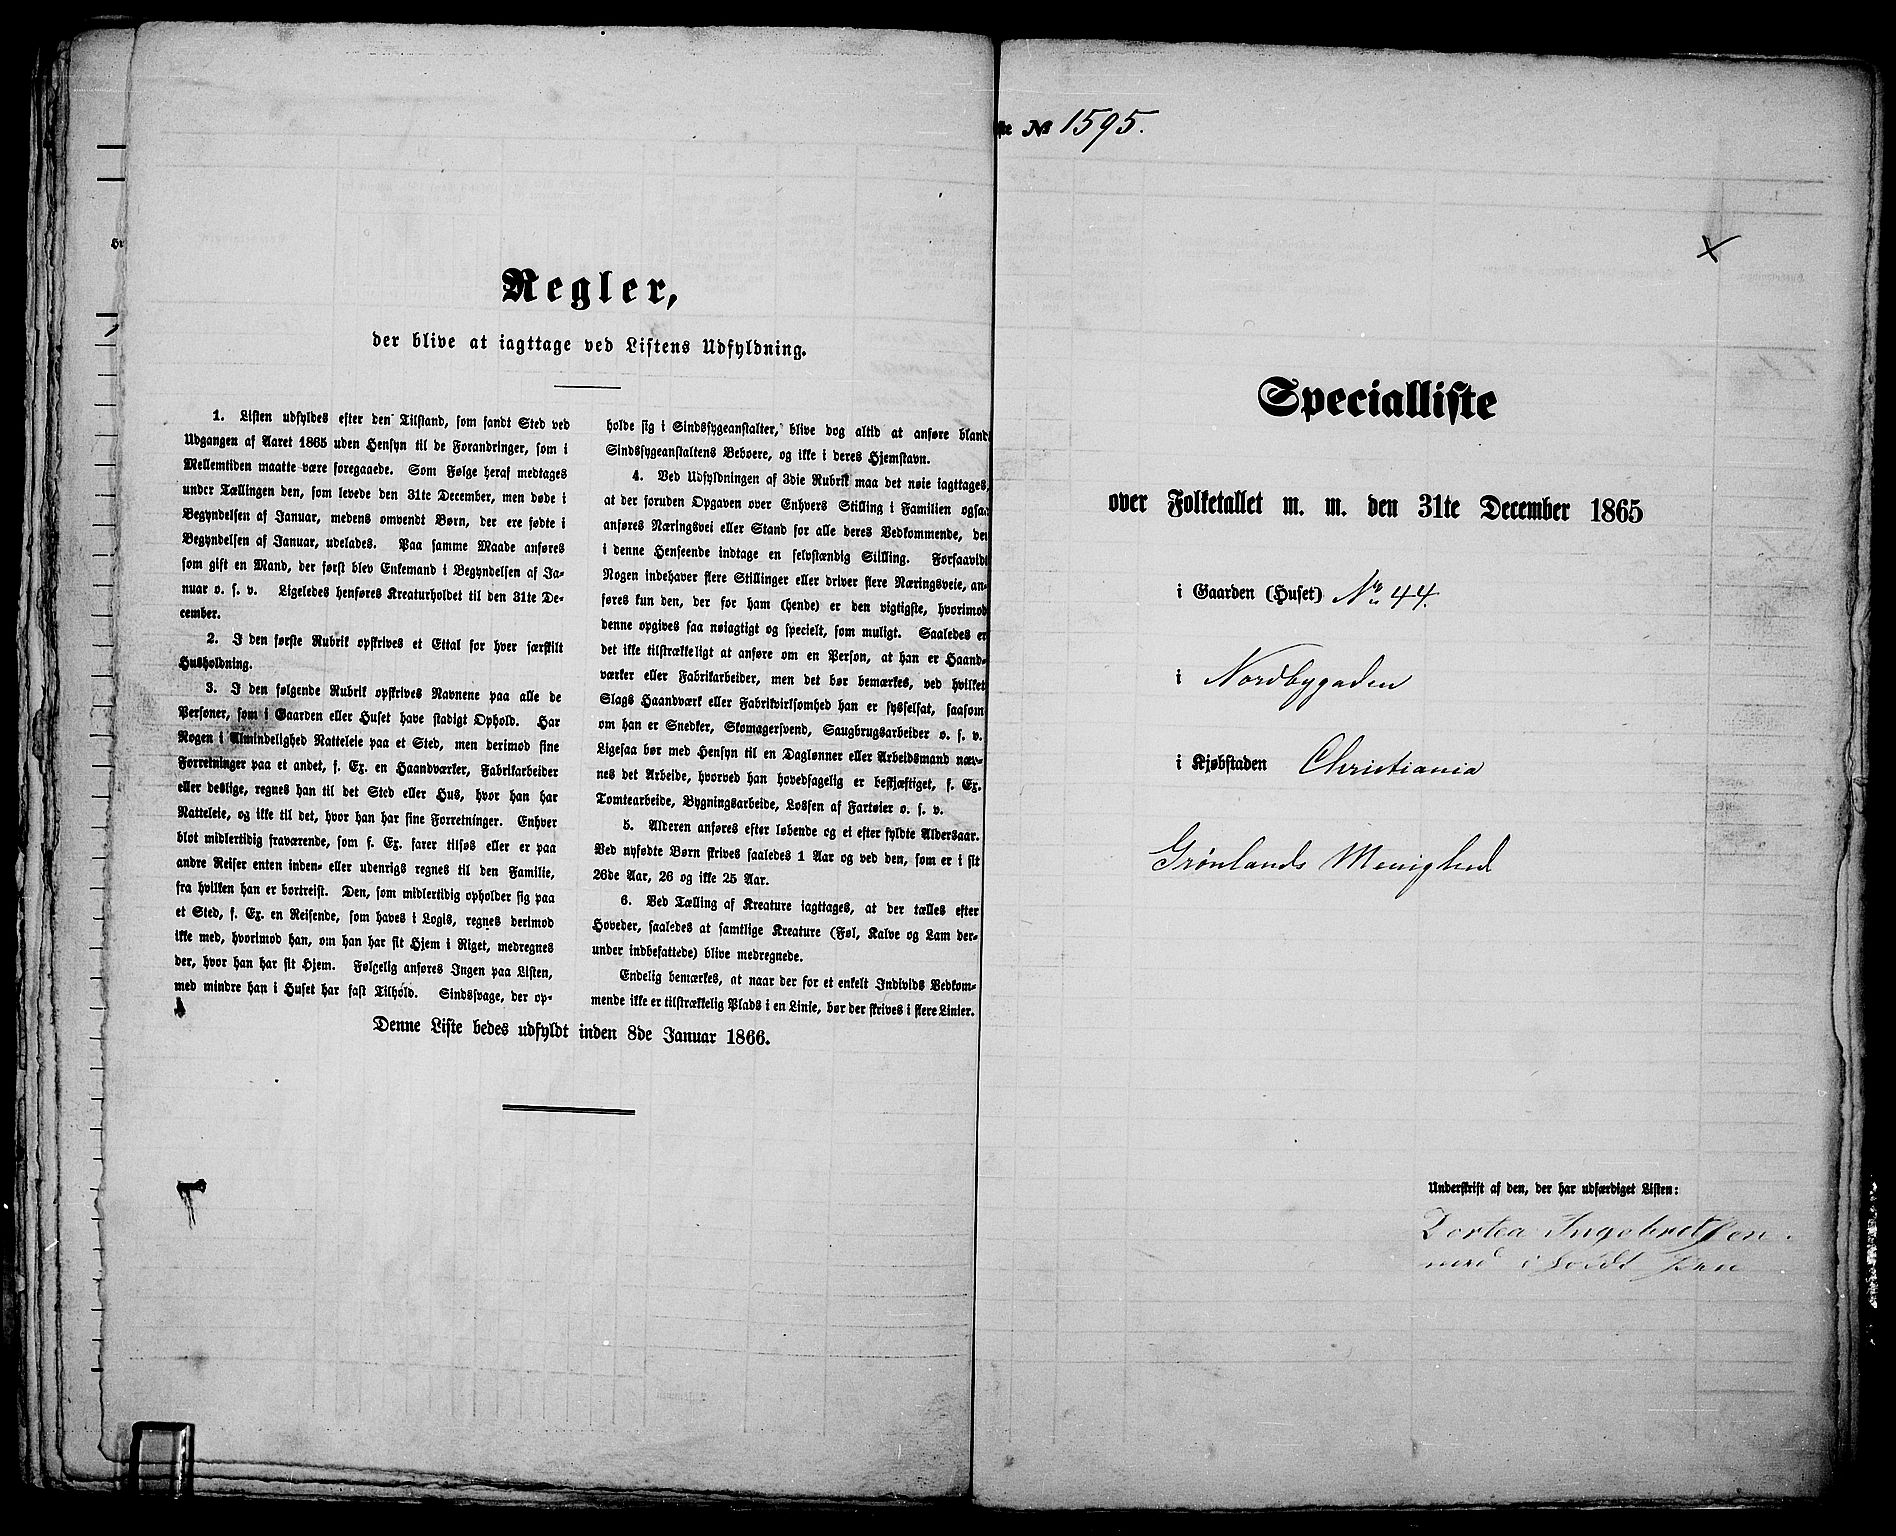 Regler,
der blive at iagttage ved Listens Udfyldning.
1. Listen udfyldes efter den Tilstand, som fandt Sted ved
Udgangen af Aaret 1865 uden Hensyn til de Forandringer, som i
Mellemtiden maatte være foregaaede. Som Følge heraf medtages
under Tællingen den, som levede den 31te December, men døde i
Begyndelsen af Januar, medens omvendt Børn, der ere fødte i
Begyndelsen af Januar, udelades. Paa samme Maade anføres
som gift en Mand, der først blev Enkemand i Begyndelsen af Ja-
nuar o. s. v. Ligeledes henføres Kreaturholdet til den 31te De-
cember.
2. I den første Rubrik opskrives et Ettal for hver særskilt
Husholdning.
3. I den følgende Rubrik opskrives Navnene paa alle de
Personer, som i Gaarden eller Huset have stadigt Ophold. Har
Nogen i Almindelighed Natteleie paa et Sted, men derimod sine
Forretninger paa et andet, f. Ex. en Haandværker, Fabrikarbeider
eller deslige, regnes han til det Sted eller Hus, hvor han har
Natteleie, og ikke til det, hvor han har sine Forretninger. Enhver
blot midlertidig fraværende, som f. Ex. farer tilsøs eller er paa
andre Reiser enten inden- eller udenrigs regnes til den Familie,
fra hvilken han er bortreist. Den, som midlertidig opholder sig paa
et Sted, f. Ex. en Reisende, som haves i Logis, regnes derimod
ikke med, hvorimod han, om han har sit Hjem i Riget, medregnes
der, hvor han har sit Hjem. Følgelig anføres Ingen paa Listen,
med mindre han i Huset har fast Tilhold. Sindssvage, der op-
holde sig i Sindssygeanstalter, blive dog altid at anføre bland
Sindssygeanstaltens Beboere, og ikke i deres Hjemstavn.
4. Ved Udfyldningen af 3die Rubrik maa det nøie iagttages,
at der foruden Opgaven over Enhvers Stilling i Familien ogsaa
anføres Næringsvei eller Stand for alle deres Vedkommende, der
i denne Henseende indtage en selvstændig Silling. Forsaavidt
Nogen indehaver flere Stillinger eller driver flere Næringsveie, an-
føres kun den, der for ham (hende) er den vigtigste, hvorimod
denne opgives saa nøiagtigt og specielt, som muligt. Saaledes er
det ikke tilstrækkeligt at anføre om en Person, at han er Haand-
værker eller Fabrikarbeider, men det bør bemærkes, ved hvilket
Slags Haandværk eller Fabrikvirksomhed han er sysselsat, saasom
om han er Snedker, Skomagersvend, Saugbrugsarbeider o. s. v.
Ligesaa bør med Hensyn til en Daglønner eller Arbeidsmand næv-
nes det Arbeide, hvorved han hovedsagelig er beskjæftiget, f. Ex.
Tomtearbeide, Bygningsarbeide, Lossen af Fartøier o. s. v.
5. Alderen anføres efter løbende og ei efter fyldte Aldersaar.
Ved nyfødte Børn skrives saaledes 1 Aar og ved den, som er i sit
26de Aar, 26 og ikke 25 Aar.
6. Ved Tælling af Kreature iagttages, at der tælles efter
Hoveder, saaledes at samtlige Kreature (Føl, Kalve og Lam der-
under indbefattede) blive medregnede.
Endelig bemærkes, at naar der for et enkelt Individs Vedkom-
mende ikke er tilstrækkelig Plads i en Linie, bør der skrives i flere Linier.
Denne Liste bedes udfyldt inden 8de Januar 1866.
ste No 1595.
Specialliste
over Folketallet m. m. den 31te December 1865
i Gaarden (Huset) No 44.
i Nordbygaden
i Kjøbstaden Christiania
Grønlands Menighed
Underskrift af den, der har udfærdiget Listen:
Dortea Ingebretsen.